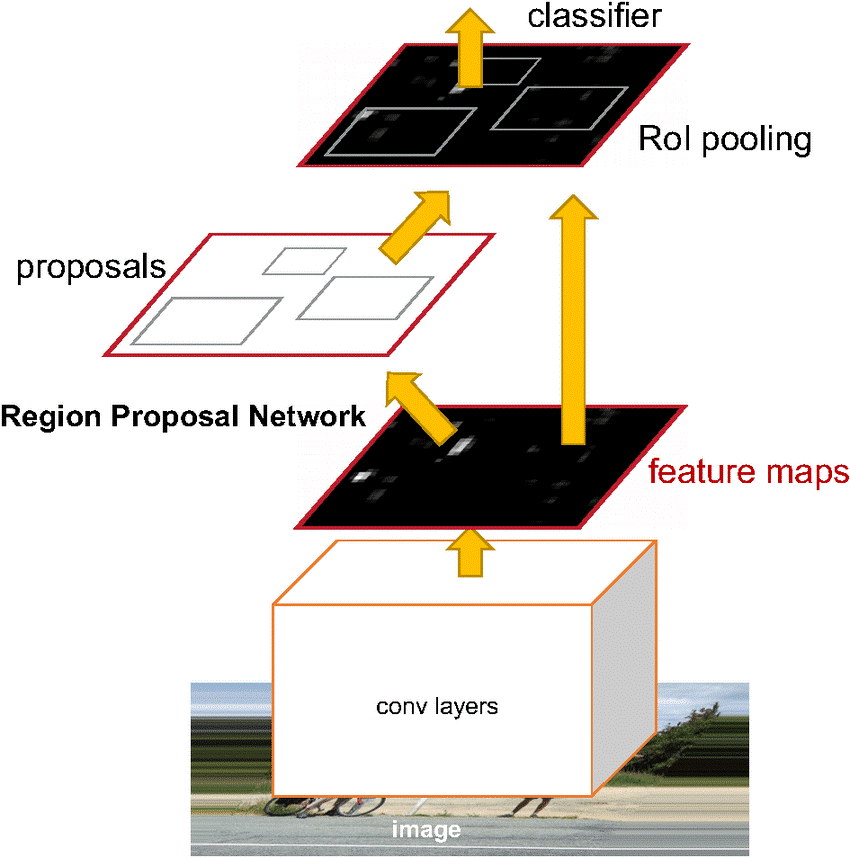 classifier
RoI pooling
proposals
Region Proposal Network
feature maps
conv layers
image